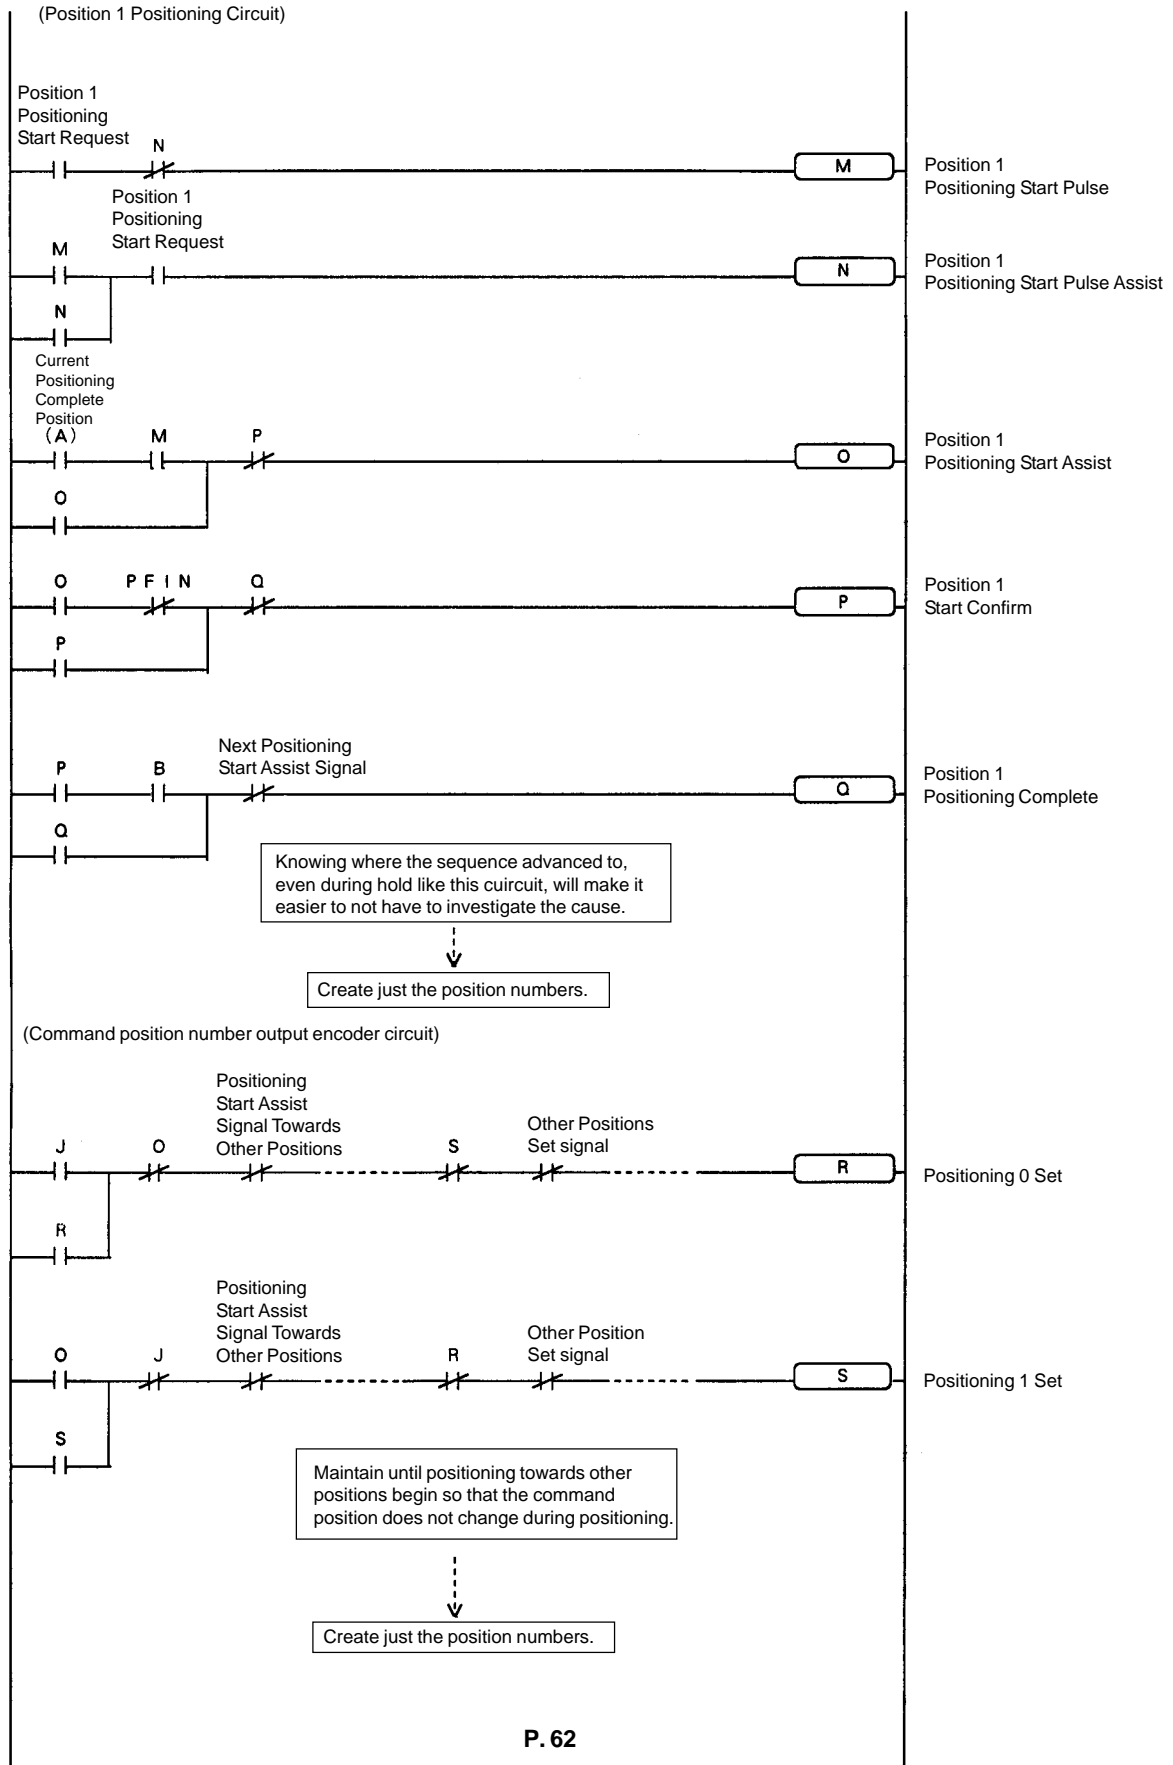 (Position 1 Positioning Circuit)
Position 1
Positioning
Start Request
N
M
Position 1
Positioning Start Pulse
Position 1
Positioning
Start Request
M
N
Position 1
Positioning Start Pulse Assist
N
Current
Positioning
Complete
Position
(A)
M
P
O
Position 1
Positioning Start Assist
O
O
P F I N
Q
P
Position 1
Start Confirm
P
Next Positioning
Start Assist Signal
P
B
Q
Position 1
Positioning Complete
Q
Knowing where the sequence advanced to,
even during hold like this cuircuit, will make it
easier to not have to investigate the cause.
Create just the position numbers.
(Command position number output encoder circuit)
Positioning
Start Assist
Signal Towards
Other Positions
Other Positions
Set signal
J
O
S
R
Positioning 0 Set
R
Positioning
Start Assist
Signal Towards
Other Positions
Other Position
Set signal
O
J
R
S
Positioning 1 Set
S
Maintain until positioning towards other
positions begin so that the command
position does not change during positioning.
Create just the position numbers.
P. 62